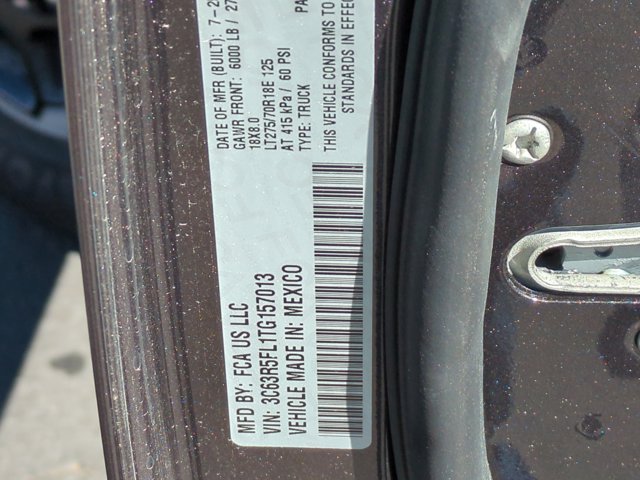 MFD BY: FCA US LLC
VIN: 3C63R5FL1TG157013
VEHICLE MADE IN: MEXICO
DATE OF MFR (BUILT): 7-2
GAWR FRONT: 6000 LB / 27
18X8.0
LT275/70R18E 125
AT 415 kPa / 60 PSI
TYPE: TRUCK
THIS VEHICLE CONFORMS TO
STANDARDS IN EFFEC
PA